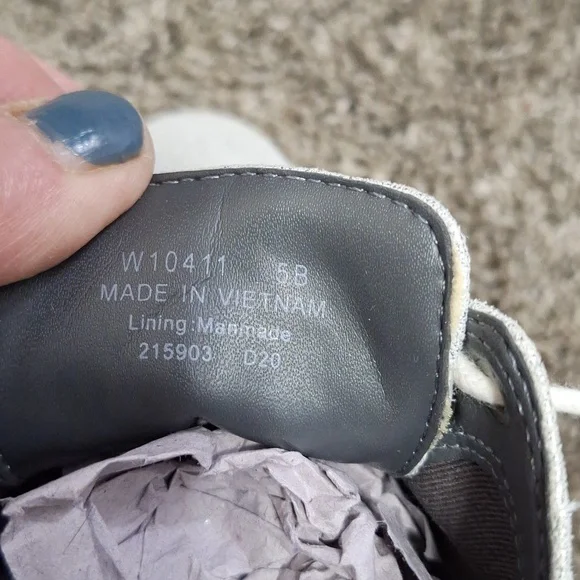 W10411 5B
MADE IN VIETNAM
Lining:Manmade
215903 D20